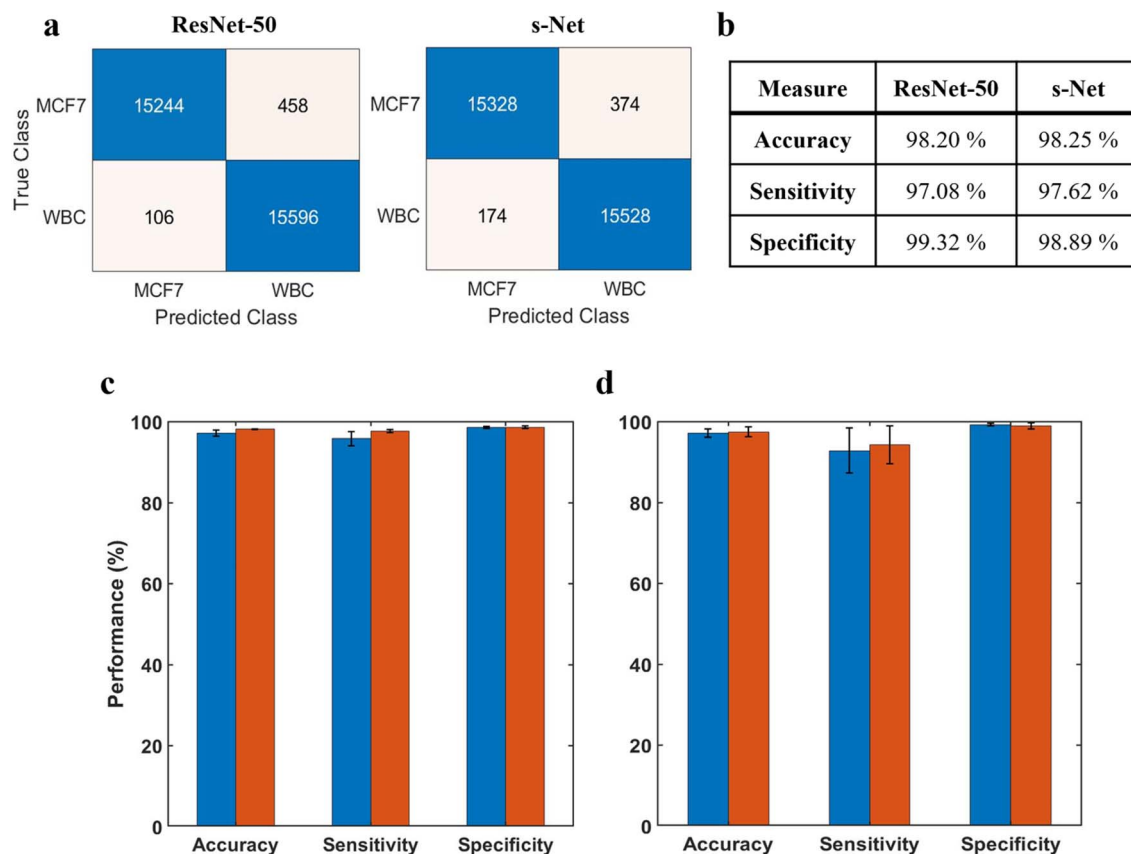 a
ResNet-50
True Class
MCF7
15244
458
WBC
106
15596
MCF7
WBC
Predicted Class
s-Net
MCF7
15328
374
WBC
174
15528
MCF7
WBC
Predicted Class
b
Measure ResNet-50 s-Net
Accuracy 98.20 % 98.25 %
Sensitivity 97.08 % 97.62 %
Specificity 99.32 % 98.89 %
c
Performance (%)
100
80
60
40
20
0
Accuracy Sensitivity Specificity
d
100
80
60
40
20
0
Accuracy Sensitivity Specificity